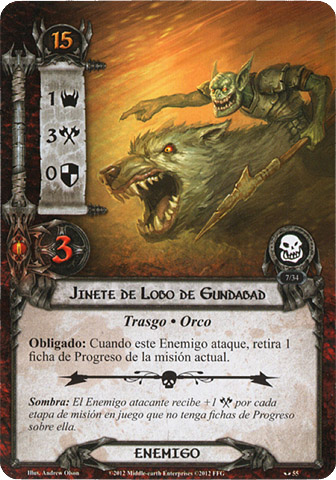 15
1
3
0
3
7/34
Jinete de Lobo de Gundabad
Trasgo • Orco
Obligado: Cuando este Enemigo ataque, retira 1
ficha de Progreso de la misión actual.
Sombra: El Enemigo atacante recibe +1 por cada
etapa de misión en juego que no tenga fichas de Progreso
sobre ella.
ENEMIGO
Illus. Andrew Olson
©2012 Middle-earth Enterprises ©2012 FFG
55